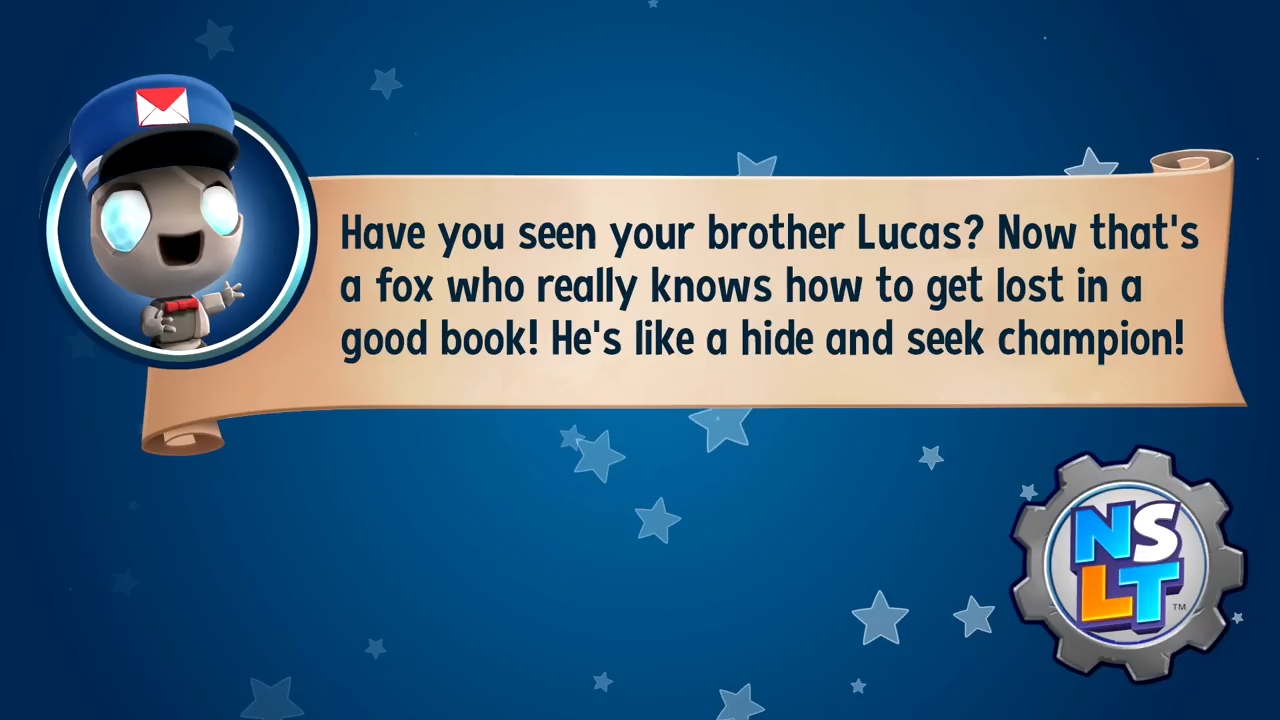 Have you seen your brother Lucas? Now that's
a fox who really knows how to get lost in a
good book! He's like a hide and seek champion!
NS
LT
TM